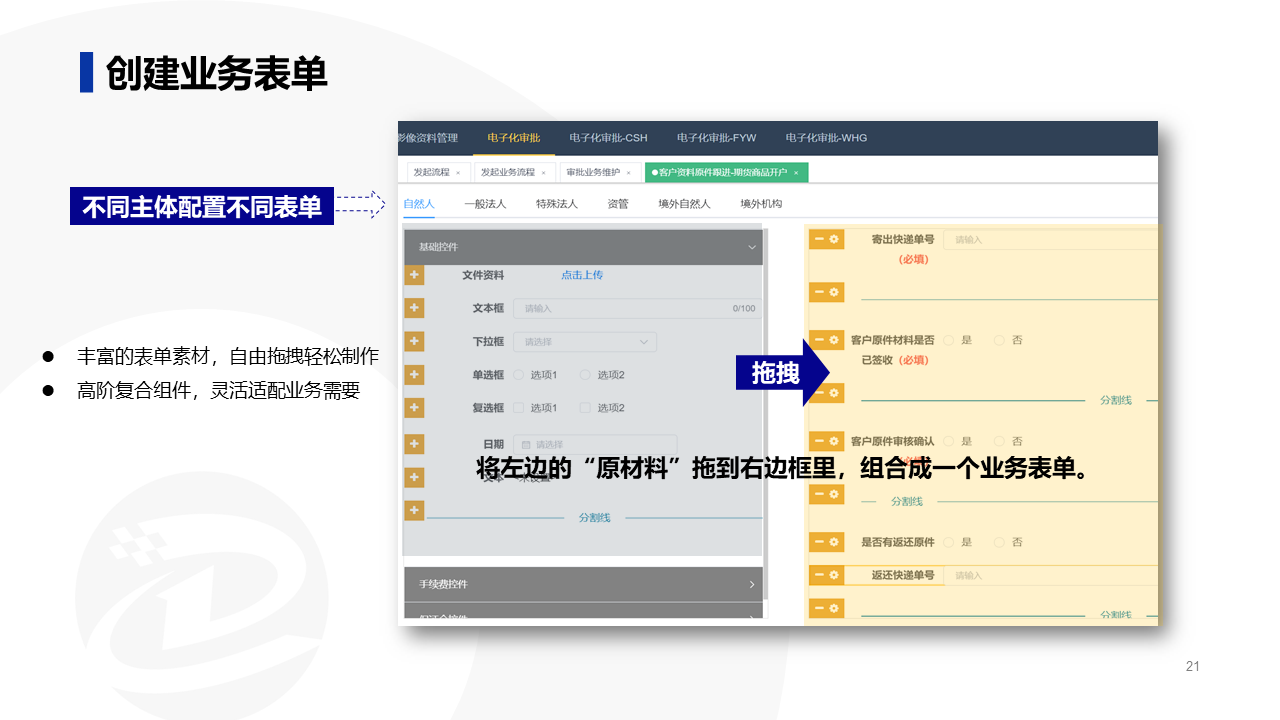 创建业务表单
影像资料管理 电子化审批 电子化审批-CSH 电子化审批-FYW 电子化审批-WHG
发起流程 × 发起业务流程 × 审批业务维护 × 客户资料原件跟进-期货商品开户 ×
不同主体配置不同表单
自然人 一般法人 特殊法人 资管 境外自然人 境外机构
基础控件
文件资料 点击上传
文本框 请输入 0/100
下拉框 请选择
单选框 选项1 选项2
复选框 选项1 选项2
日期 请选择
文本
分割线
手续费控件
寄出快递单号 请输入
(必填)
客户原件材料是否 是 否
已签收 (必填)
分割线
客户原件审核确认 是 否
分割线
是否有返还原件 是 否
返还快递单号 请输入
分割线
拖拽
将左边的“原材料”拖到右边框里，组合成一个业务表单。
● 丰富的表单素材，自由拖拽轻松制作
● 高阶复合组件，灵活适配业务需要
21